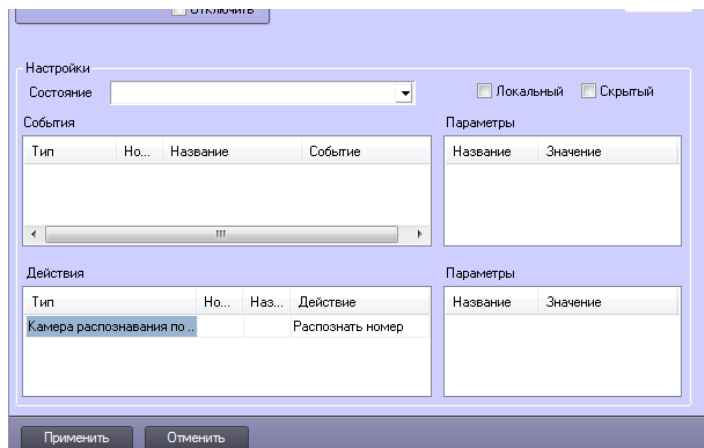 Отключить
Настройки
Состояние
Локальный Скрытый
События
Параметры
Тип Но... Название Событие
Название Значение
Действия
Параметры
Тип Но... Наз... Действие
Название Значение
Камера распознавания по ... Распознать номер
Применить Отменить